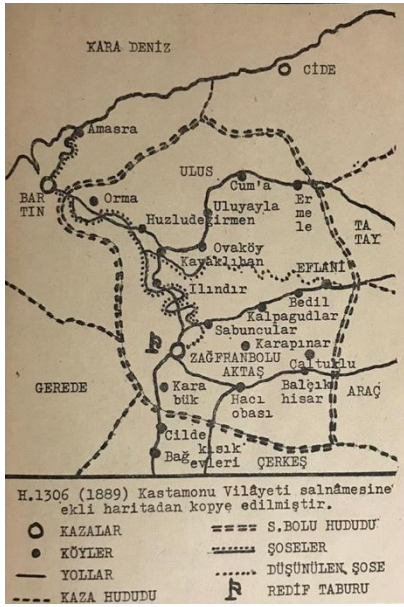 KARA DENİZ
CİDE
Amasra
ULUS
BAR
TIN
Orma
Cum'a
Er
me
le
Uluyayla
Huzludeğirmen
TA
TAY
Ovaköy
Kayaklıhan
EFLANİ
Ilındır
Bedil
Kalpagudlar
Sabuncular
Karapınar
ZAĞFRANBOLU
AKTAŞ
Çaltuklu
GEREDE
Kara
bük
Hacı
obası
Balçık
hisar
ARAÇ
Cilde
kısık
Bağ evleri
ÇERKEŞ
H.1306 (1889) Kastamonu Vilâyeti salnâmesine
ekli haritadan kopye edilmiştir.
KAZALAR
S.BOLU HUDUDU
KÖYLER
ŞOSELER
YOLLAR
DÜŞÜNÜLEN ŞOSE
KAZA HUDUDU
REDİF TABURU